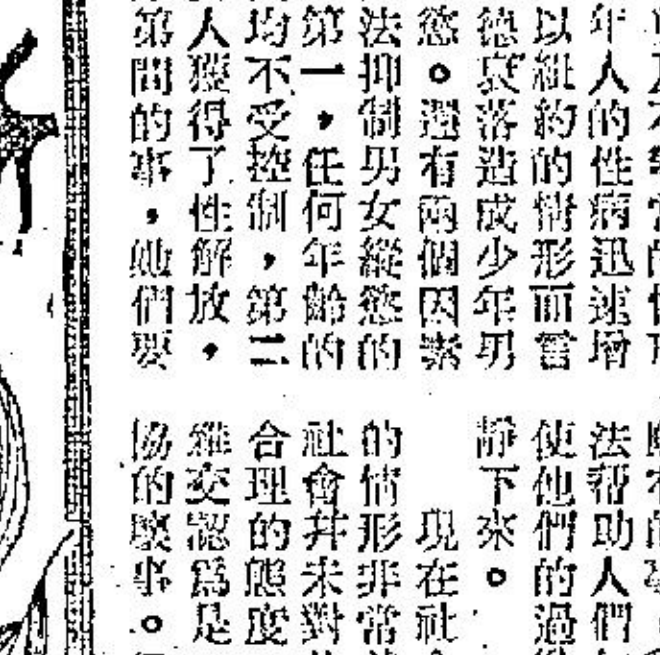 年人的性病迅速增
以紐約的情形而言
德衰落造成少年男
慾。還有兩個因素
法抑制男女縱慾的
第一，任何年齡的
均不受控制，第二
人獲得了性解放，
第間的事，她們要
法帮助人們
使他們的過
靜下來。
現在社
的情形非常
社會并未對
合理的態度
雜交認爲是
協的壞事。